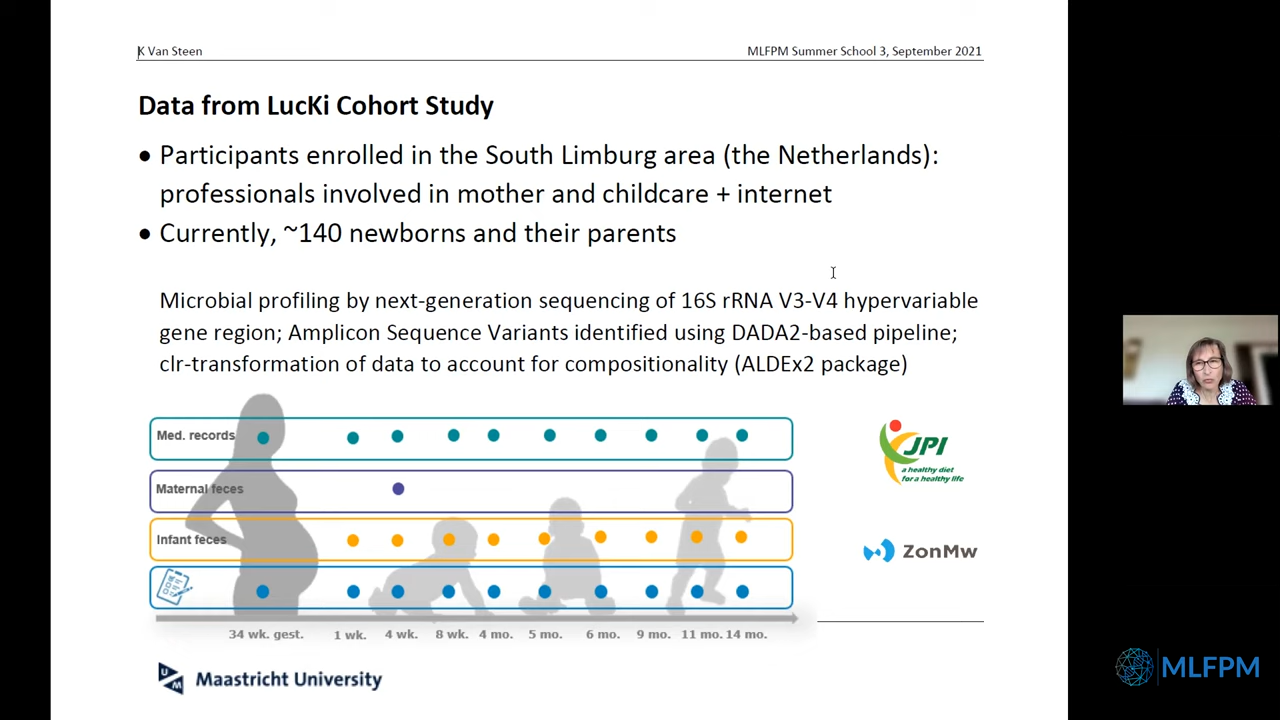 K Van Steen
MLFPM Summer School 3, September 2021
Data from LucKi Cohort Study
• Participants enrolled in the South Limburg area (the Netherlands):
professionals involved in mother and childcare + internet
• Currently, ~140 newborns and their parents
Microbial profiling by next-generation sequencing of 16S rRNA V3-V4 hypervariable
gene region; Amplicon Sequence Variants identified using DADA2-based pipeline;
clr-transformation of data to account for compositionality (ALDEx2 package)
Med. records
Maternal feces
Infant feces
34 wk. gest. 1 wk. 4 wk. 8 wk. 4 mo. 5 mo. 6 mo. 9 mo. 11 mo. 14 mo.
JPI
a healthy diet
for a healthy life
ZonMw
UM
Maastricht University
MLFPM